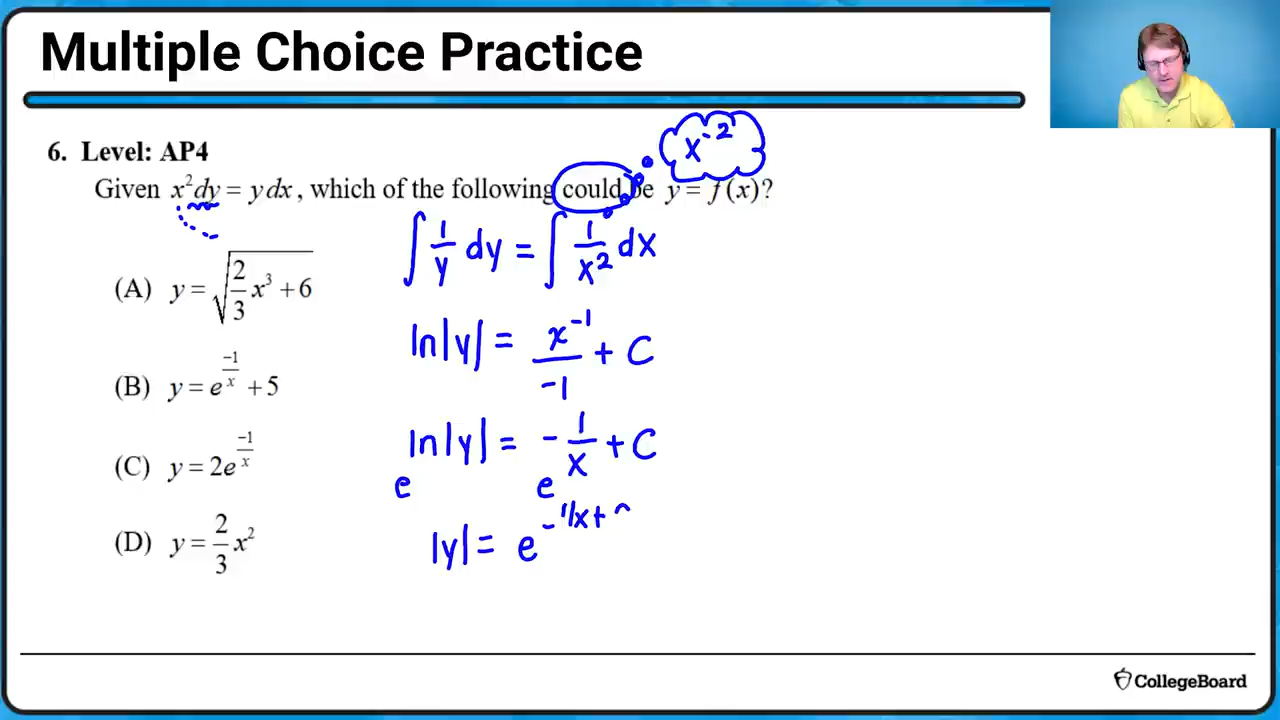 Multiple Choice Practice
6. Level: AP4
Given x²dy = y dx, which of the following could be y = f(x)?
x⁻²
(A) y = √(2/3 x³ + 6)
(B) y = e^(-1/x) + 5
(C) y = 2e^(-1/x)
(D) y = 2/3 x²
∫ 1/y dy = ∫ 1/x² dx
ln|y| = x⁻¹/-1 + C
ln|y| = - 1/x + C
e e
|y| = e^(-1/x +
CollegeBoard